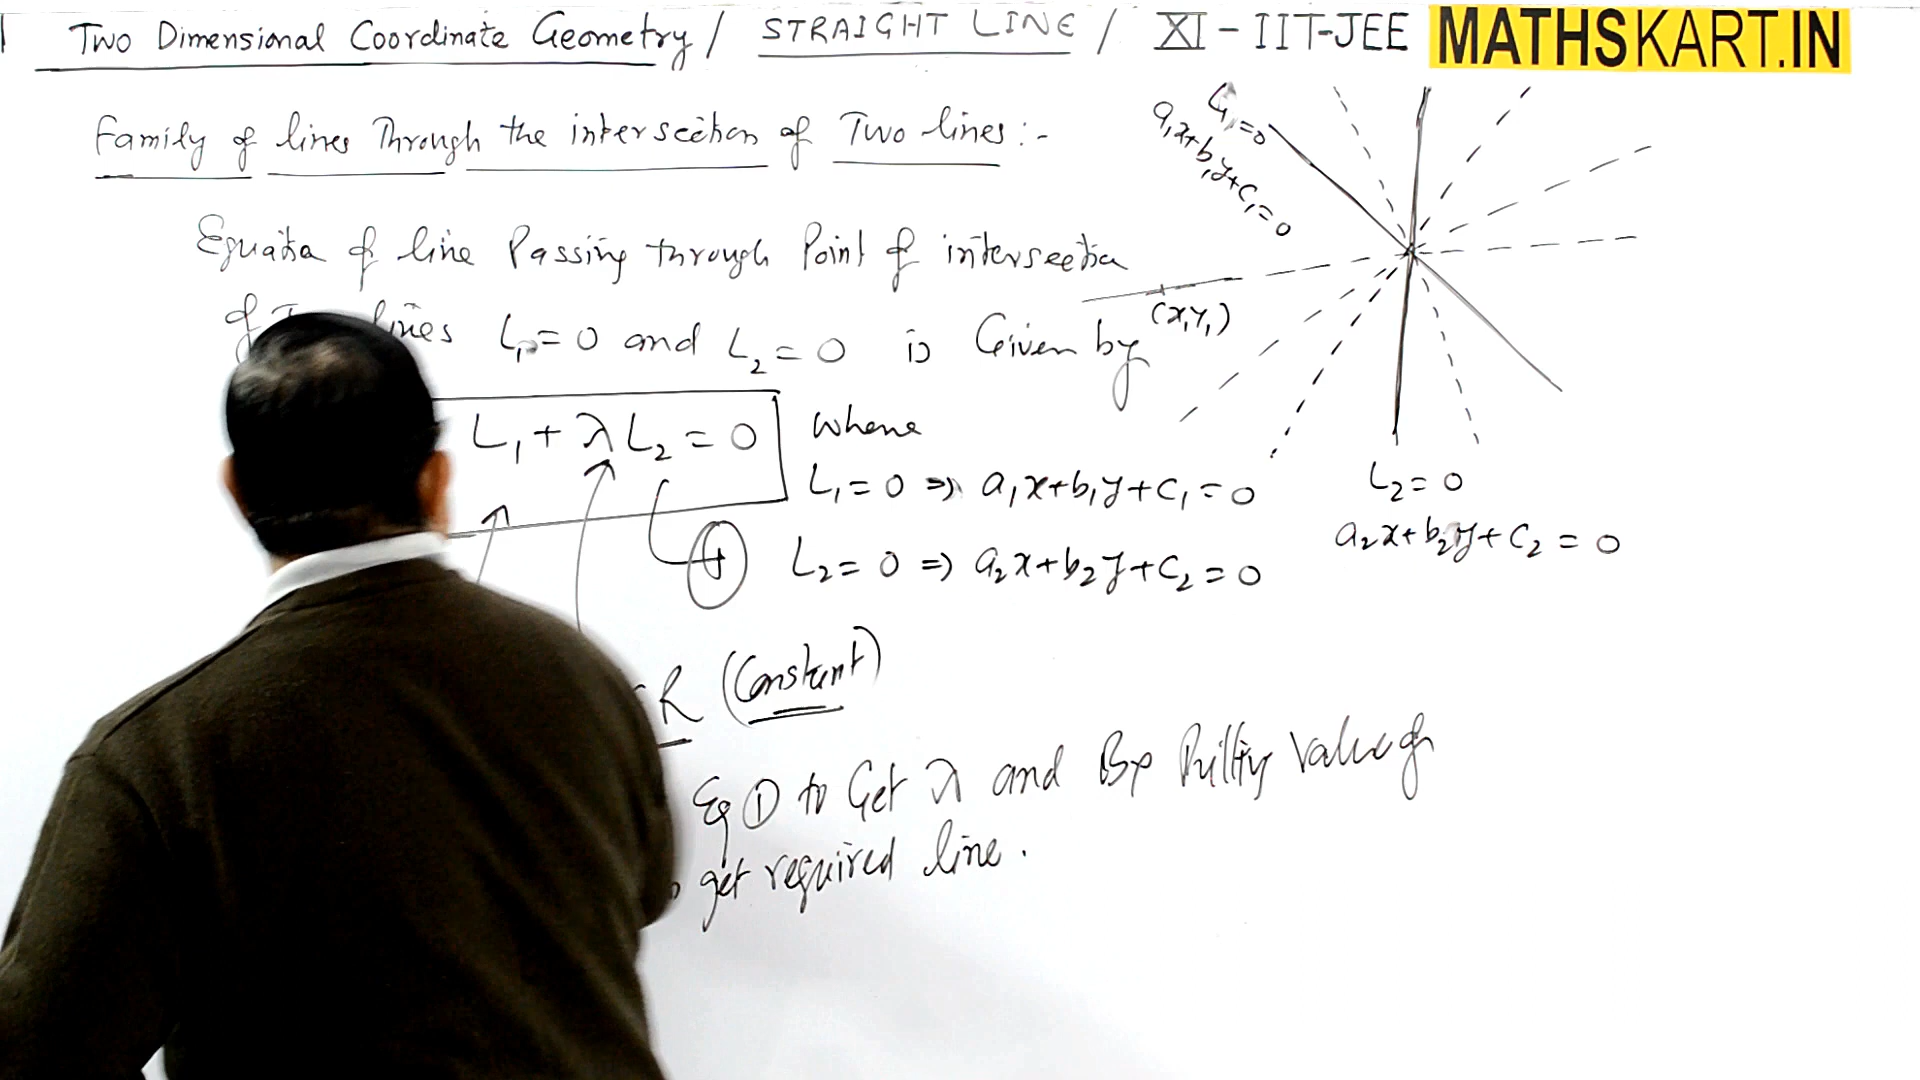 Two Dimensional Coordinate Geometry / STRAIGHT LINE / XI - IIT-JEE MATHSKART.IN
Family of lines Through the intersection of Two lines :-
Equation of line Passing through Point of intersection
of lines L₁ = 0 and L₂ = 0 is Given by
L₁ + λ L₂ = 0 where
L₁ = 0 ⇒ a₁x + b₁y + c₁ = 0
L₂ = 0 ⇒ a₂x + b₂y + c₂ = 0
R (Constant)
Eq ① to Get λ and By Putting value of
get required line .
L₁ = 0
a₁x + b₁y + c₁ = 0
(x₁ y₁)
L₂ = 0
a₂x + b₂y + c₂ = 0